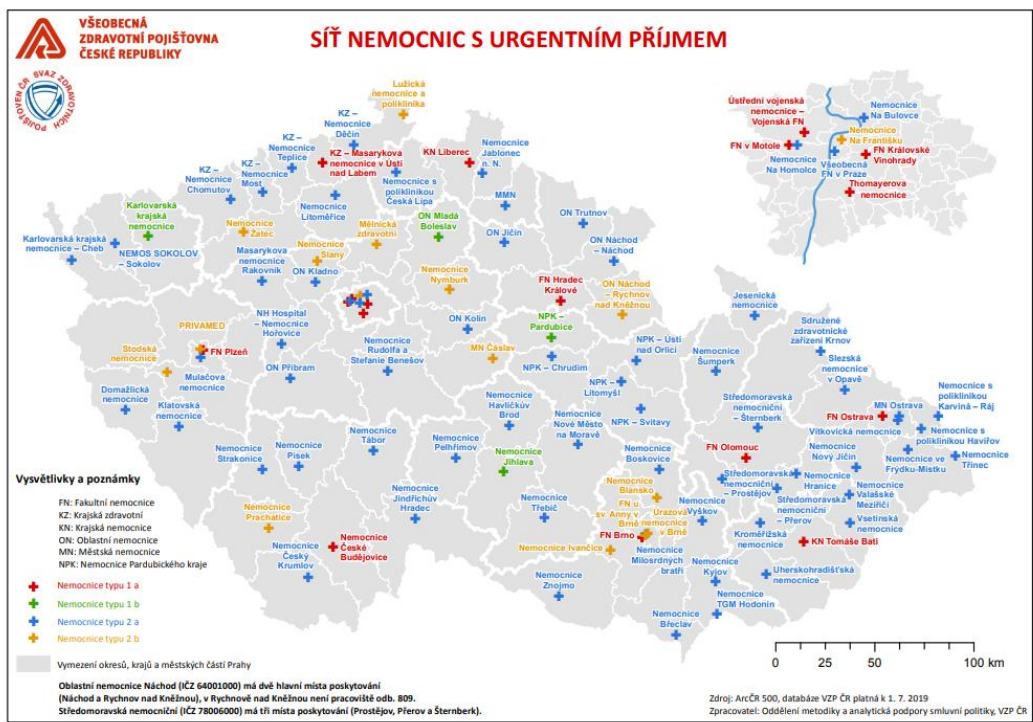 VŠEOBECNÁ
ZDRAVOTNÍ POJIŠŤOVNA
ČESKÉ REPUBLIKY
SVAZ ZDRAVOTNÍCH
POJIŠŤOVEN ČR
SÍŤ NEMOCNIC S URGENTNÍM PŘÍJMEM
Lužická
nemocnice a
poliklinika
KZ –
Nemocnice
Děčín
KZ –
Nemocnice
Teplice
KZ – Masarykova
nemocnice v Ústí
nad Labem
KN Liberec
Nemocnice
Jablonec
n. N.
KZ –
Nemocnice
Most
KZ –
Nemocnice
Chomutov
Nemocnice
Litoměřice
Nemocnice s
poliklinikou
Česká Lípa
MMN
ON Trutnov
Karlovarská
krajská
nemocnice
Karlovarská krajská
nemocnice – Cheb
NEMOS SOKOLOV
– Sokolov
Nemocnice
Žatec
Mělnická
zdravotní
ON Mladá
Boleslav
ON Jičín
ON Náchod
– Náchod
Masarykova
nemocnice
Rakovník
Nemocnice
Slaný
ON Kladno
Nemocnice
Nymburk
FN Hradec
Králové
ON Náchod
– Rychnov
nad Kněžnou
NH Hospital
– Nemocnice
Hořovice
PRIVAMED
Stodská
nemocnice
FN Plzeň
Mulačova
nemocnice
ON Příbram
Nemocnice
Rudolfa a
Stefanie Benešov
ON Kolín
MN Čáslav
NPK –
Pardubice
NPK – Chrudim
NPK – Ústí
nad Orlicí
NPK –
Litomyšl
NPK – Svitavy
Jesenická
nemocnice
Nemocnice
Šumperk
Sdružené
zdravotnické
zařízení Krnov
Slezská
nemocnice
v Opavě
Domažlická
nemocnice
Klatovská
nemocnice
Nemocnice
Strakonice
Nemocnice
Písek
Nemocnice
Tábor
Nemocnice
Pelhřimov
Nemocnice
Havlíčkův
Brod
Nemocnice
Nové Město
na Moravě
Nemocnice
Jihlava
Nemocnice
Jindřichův
Hradec
Nemocnice
Třebíč
Nemocnice
Prachatice
Nemocnice
České
Budějovice
Nemocnice
Český
Krumlov
Nemocnice
Boskovice
Nemocnice
Blansko
FN u
sv. Anny v
Brně
Úrazová
nemocnice
v Brně
FN Brno
Nemocnice
Milosrdných
bratří
Nemocnice Ivančice
Nemocnice
Znojmo
Nemocnice
Břeclav
Nemocnice
TGM Hodonín
Nemocnice
Kyjov
Nemocnice
Vyškov
Středomoravská
nemocniční –
Šternberk
FN Olomouc
Středomoravská
nemocniční
– Prostějov
Středomoravská
nemocniční
– Přerov
Kroměřížská
nemocnice
Nemocnice
Hranice
Nemocnice
Nový Jičín
Nemocnice
Valašské
Meziříčí
Vsetínská
nemocnice
KN Tomáše Bati
Uherskohradišťská
nemocnice
FN Ostrava
MN Ostrava
Vítkovická nemocnice
Nemocnice s
poliklinikou
Karviná – Ráj
Nemocnice s
poliklinikou Havířov
Nemocnice ve
Frýdku-Místku
Nemocnice
Třinec
Ústřední vojenská
nemocnice –
Vojenská FN
Nemocnice
Na Bulovce
Nemocnice
Na Františku
FN v Motole
Nemocnice
Na Homolce
Všeobecná
FN v Praze
FN Královské
Vinohrady
Thomayerova
nemocnice
Vysvětlivky a poznámky
FN: Fakultní nemocnice
KZ: Krajská zdravotní
KN: Krajská nemocnice
ON: Oblastní nemocnice
MN: Městská nemocnice
NPK: Nemocnice Pardubického kraje
Nemocnice typu 1 a
Nemocnice typu 1 b
Nemocnice typu 2 a
Nemocnice typu 2 b
Vymezení okresů, krajů a městských částí Prahy
Oblastní nemocnice Náchod (IČZ 64001000) má dvě hlavní místa poskytování
(Náchod a Rychnov nad Kněžnou), v Rychnově nad Kněžnou není pracoviště odb. 809.
Středomoravská nemocniční (IČZ 78006000) má tři místa poskytování (Prostějov, Přerov a Šternberk).
0 25 50 100 km
Zdroj: ArcČR 500, databáze VZP ČR platná k 1. 7. 2019
Zpracovatel: Oddělení metodiky a analytická podpory smluvní politiky, VZP ČR